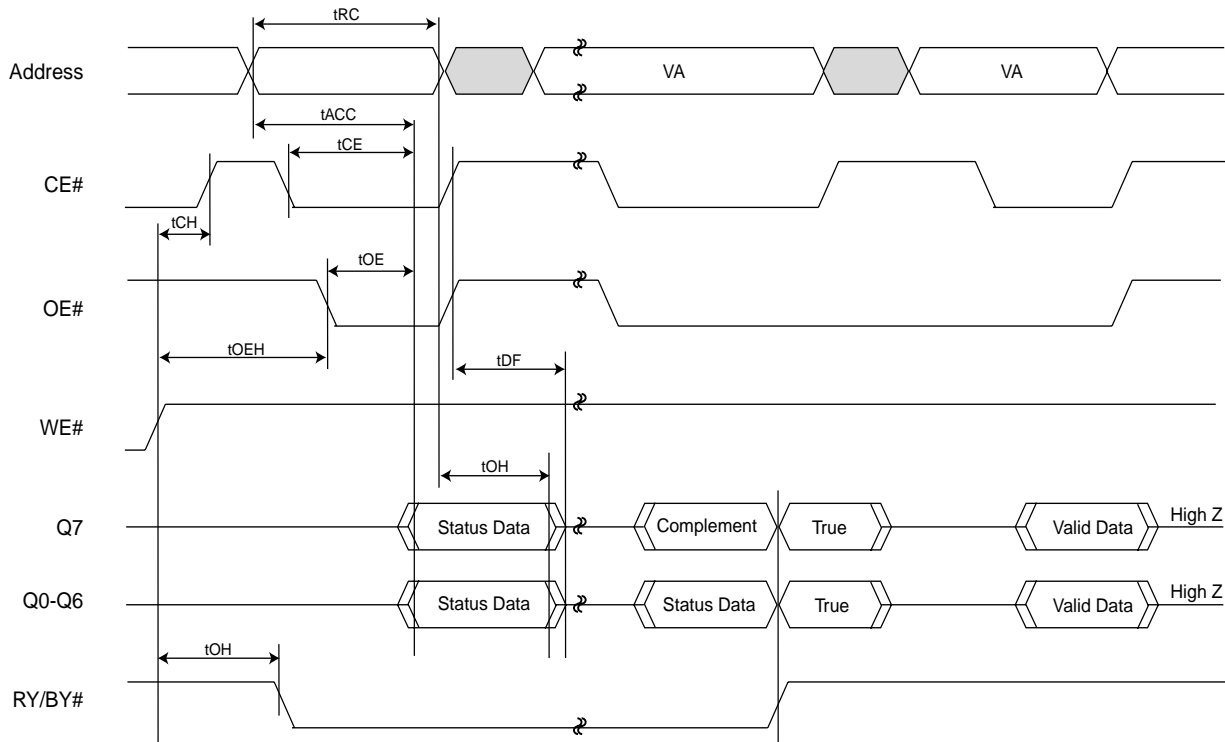 tRC
Address
VA
VA
tACC
tCE
CE#
tCH
tOE
OE#
tOEH
tDF
WE#
tOH
Q7
Status Data
Complement
True
Valid Data
High Z
Q0-Q6
Status Data
Status Data
True
Valid Data
High Z
tOH
RY/BY#